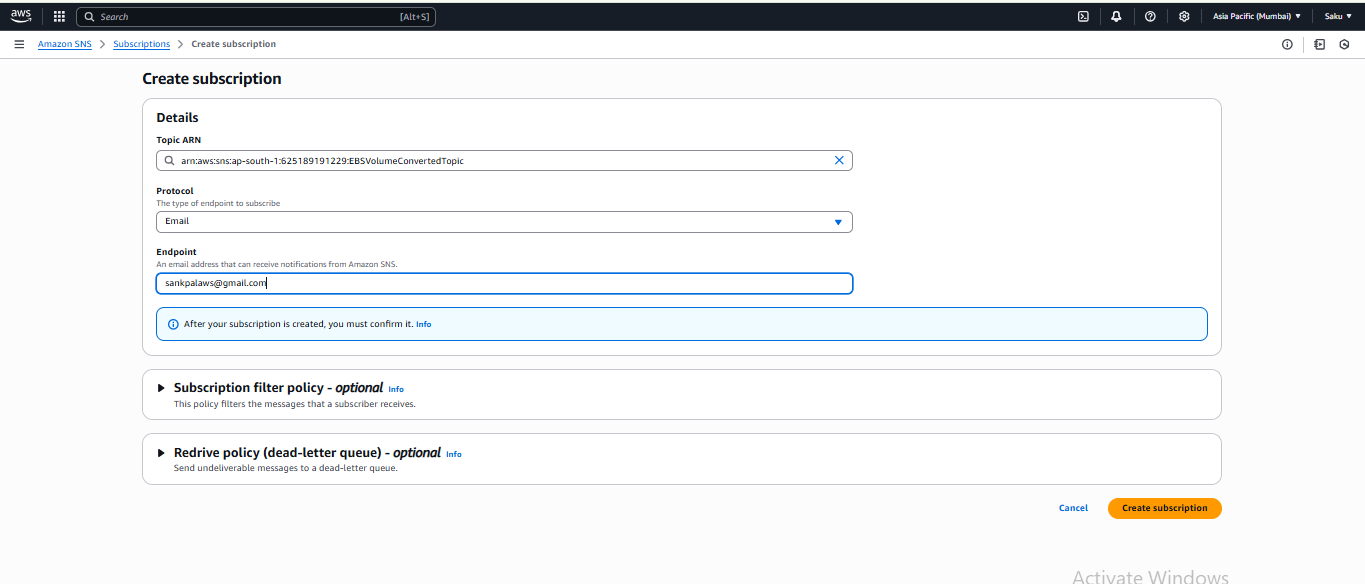 aws Search [Alt+S] Asia Pacific (Mumbai) ▼ Saku ▼
Amazon SNS > Subscriptions > Create subscription
Create subscription
Details
Topic ARN
arn:aws:sns:ap-south-1:625189191229:EBSVolumeConvertedTopic
Protocol
The type of endpoint to subscribe
Email
Endpoint
An email address that can receive notifications from Amazon SNS.
sankpalaws@gmail.com
After your subscription is created, you must confirm it. Info
Subscription filter policy - optional Info
This policy filters the messages that a subscriber receives.
Redrive policy (dead-letter queue) - optional Info
Send undeliverable messages to a dead-letter queue.
Cancel Create subscription
Activate Windows